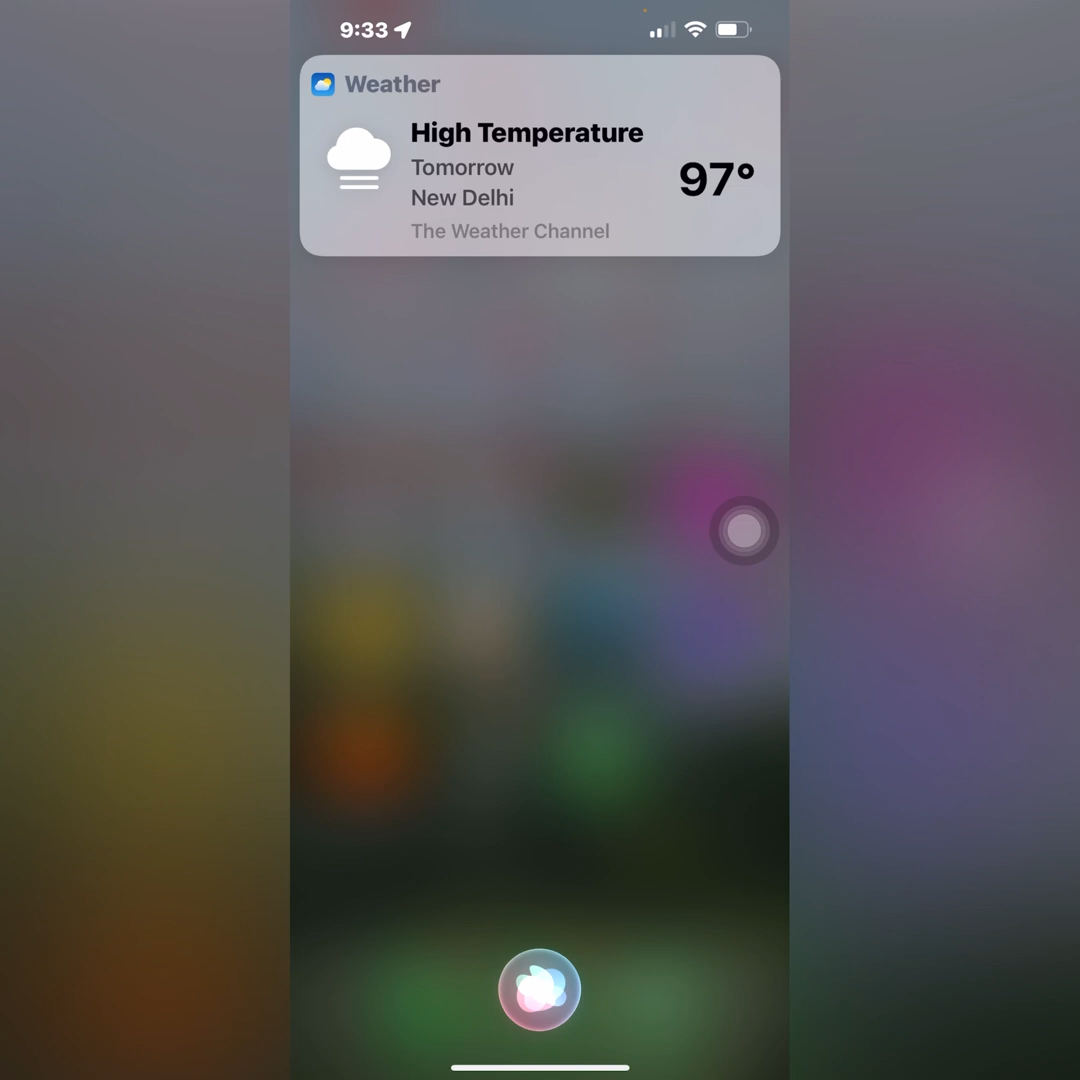 9:33
Weather
High Temperature
Tomorrow
97°
New Delhi
The Weather Channel